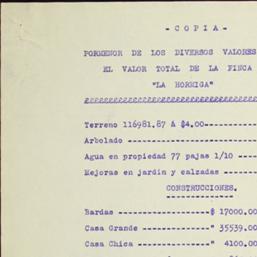 - C O P I A -
PORMENOR DE LOS DIVERSOS VALORES
EL VALOR TOTAL DE LA FINCA
"LA HORMIGA"
Terreno 116981.87 á $4.00-----------
Arbolado ---------------------------
Agua en propiedad 77 pajas 1/10 -------
Mejoras en jardín y calzadas --------
CONSTRUCCIONES.
Bardas ---------------$ 17000.00
Casa Grande -------------" 35539.00
Casa Chica --------------" 4100.00